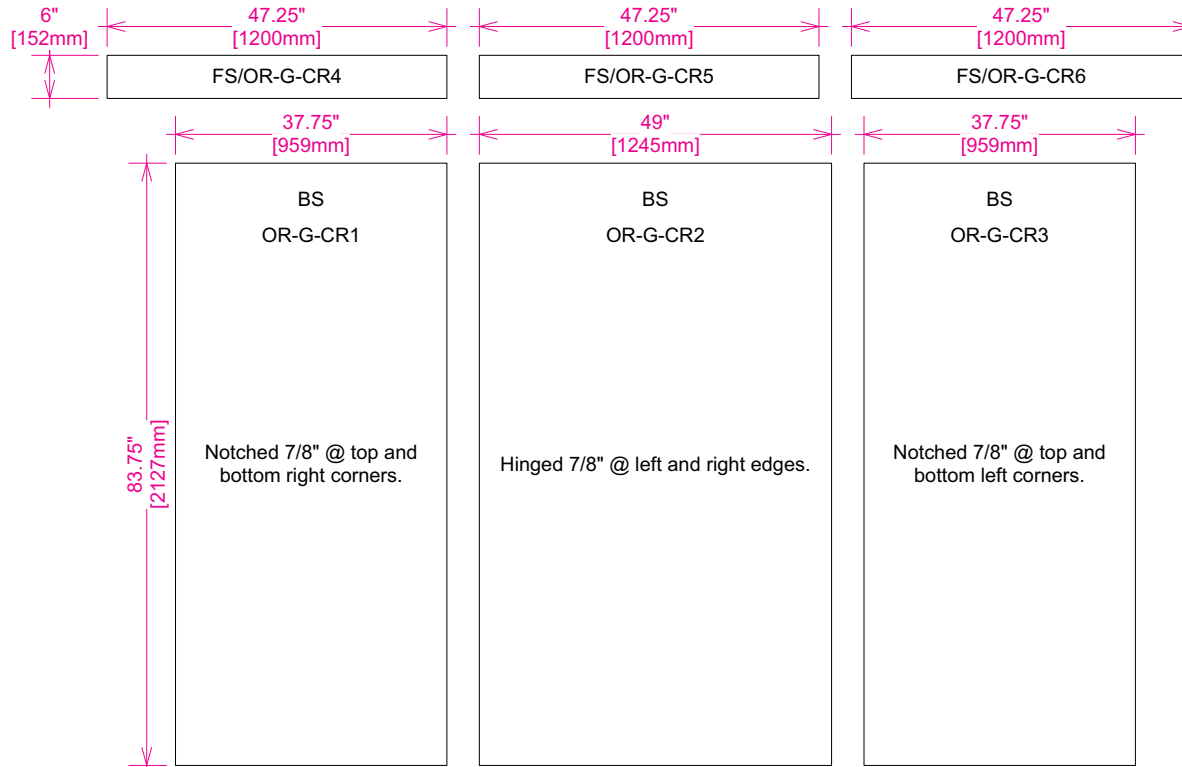 6"
[152mm]
47.25"
[1200mm]
47.25"
[1200mm]
47.25"
[1200mm]
FS/OR-G-CR4
FS/OR-G-CR5
FS/OR-G-CR6
37.75"
[959mm]
49"
[1245mm]
37.75"
[959mm]
BS
OR-G-CR1
BS
OR-G-CR2
BS
OR-G-CR3
83.75"
[2127mm]
Notched 7/8" @ top and
bottom right corners.
Hinged 7/8" @ left and right edges.
Notched 7/8" @ top and
bottom left corners.